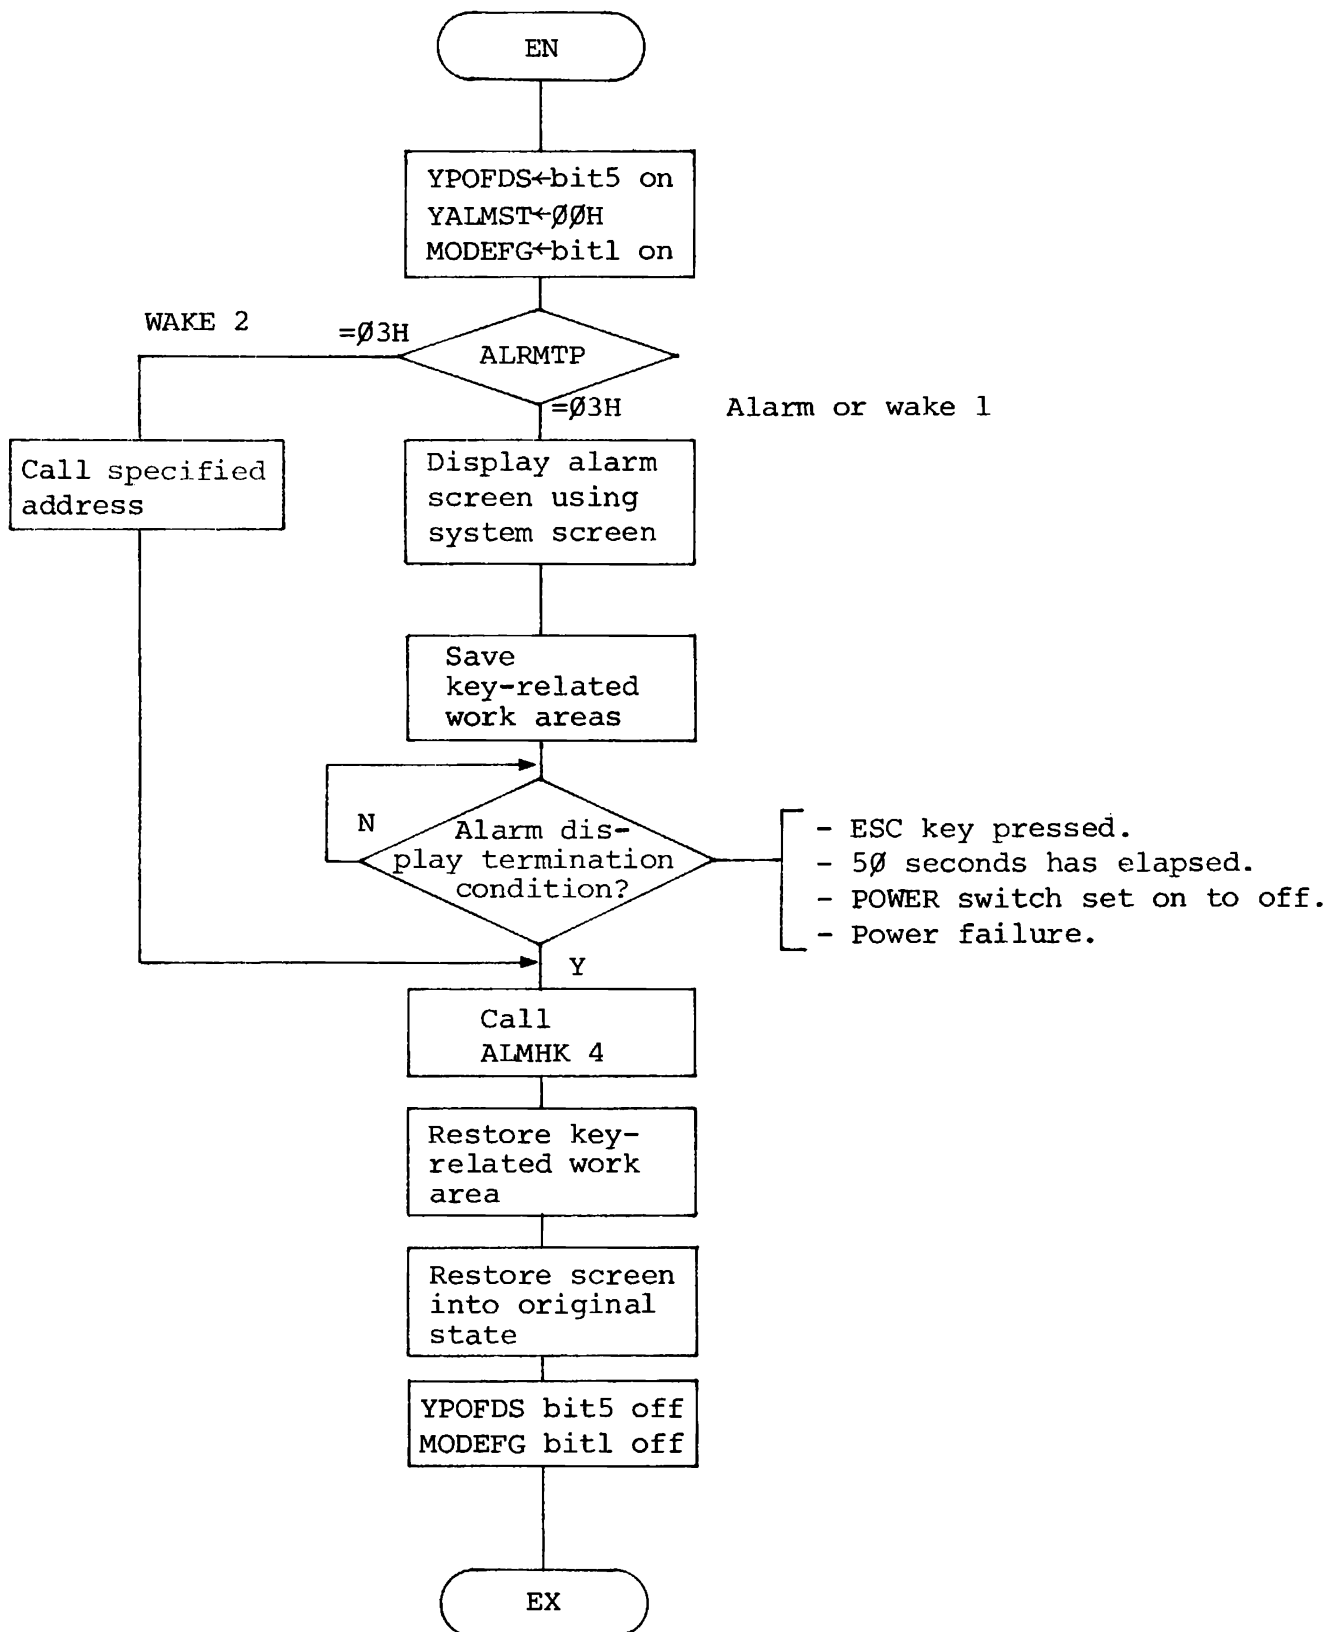 EN
YPOFDS←bit5 on
YALMST←ØØH
MODEFG←bit1 on
WAKE 2
=Ø3H
ALRMTP
=Ø3H
Alarm or wake 1
Call specified
address
Display alarm
screen using
system screen
Save
key-related
work areas
N
Alarm dis-
play termination
condition?
- ESC key pressed.
- 5Ø seconds has elapsed.
- POWER switch set on to off.
- Power failure.
Y
Call
ALMHK 4
Restore key-
related work
area
Restore screen
into original
state
YPOFDS bit5 off
MODEFG bit1 off
EX